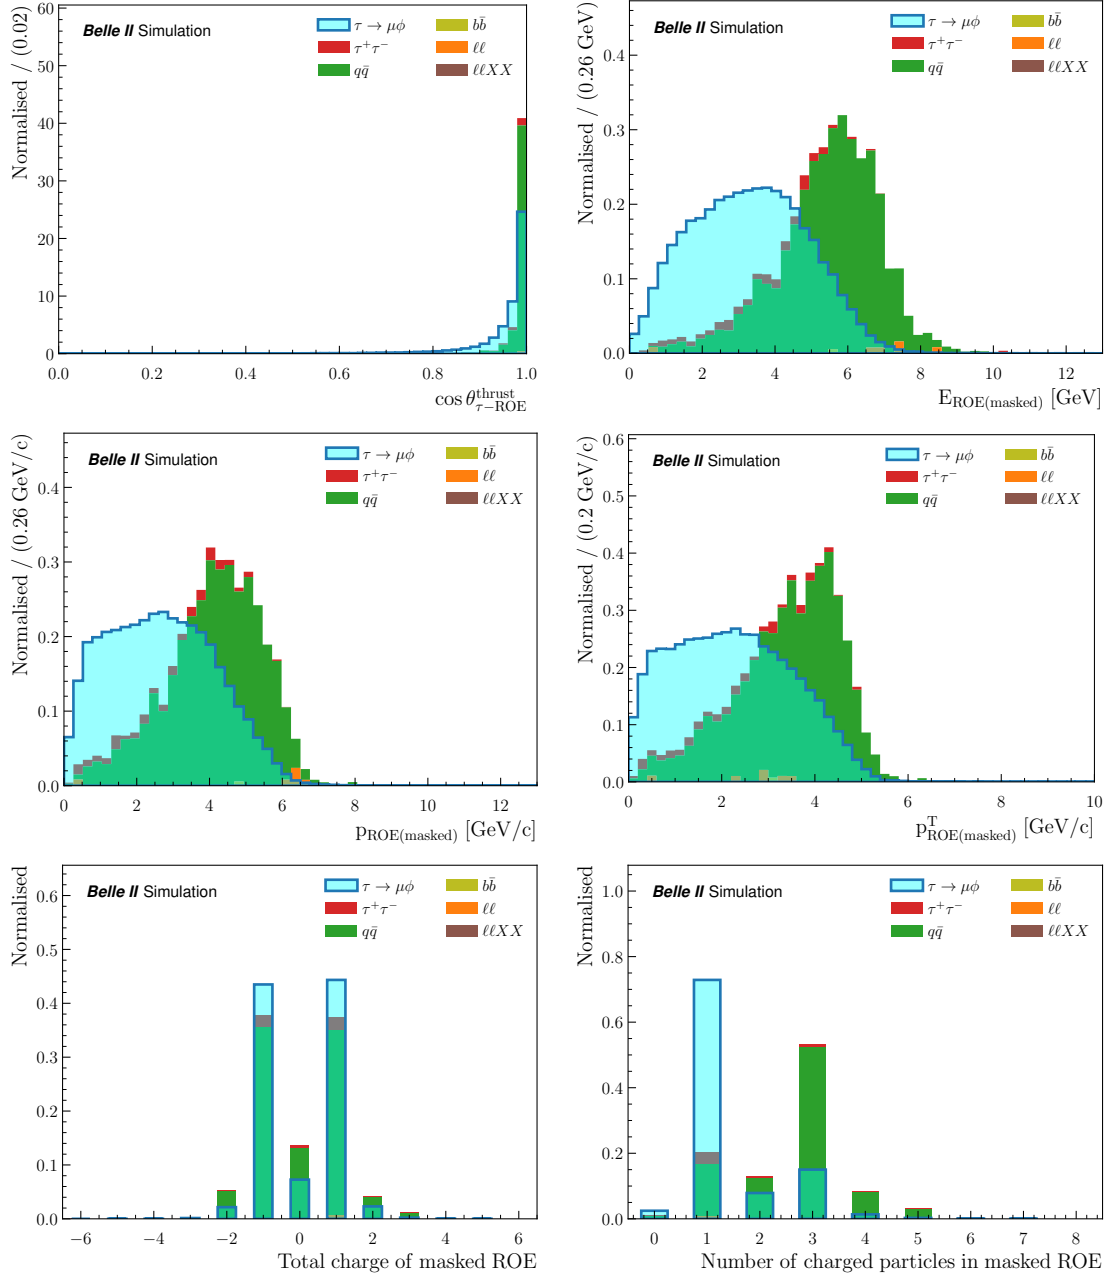 Normalised / (0.02)
60
50
40
30
20
10
0
Belle II Simulation
τ → μϕ
τ⁺τ⁻
qq̄
bb̄
ℓℓ
ℓℓXX
0.0 0.2 0.4 0.6 0.8 1.0
cos θ^thrust_τ−ROE
Normalised / (0.26 GeV)
0.4
0.3
0.2
0.1
0.0
Belle II Simulation
τ → μϕ
τ⁺τ⁻
qq̄
bb̄
ℓℓ
ℓℓXX
0 2 4 6 8 10 12
E_ROE(masked) [GeV]
Normalised / (0.26 GeV/c)
0.4
0.3
0.2
0.1
0.0
Belle II Simulation
τ → μϕ
τ⁺τ⁻
qq̄
bb̄
ℓℓ
ℓℓXX
0 2 4 6 8 10 12
p_ROE(masked) [GeV/c]
Normalised / (0.2 GeV/c)
0.6
0.5
0.4
0.3
0.2
0.1
0.0
Belle II Simulation
τ → μϕ
τ⁺τ⁻
qq̄
bb̄
ℓℓ
ℓℓXX
0 2 4 6 8 10
p^T_ROE(masked) [GeV/c]
Normalised
0.6
0.5
0.4
0.3
0.2
0.1
0.0
Belle II Simulation
τ → μϕ
τ⁺τ⁻
qq̄
bb̄
ℓℓ
ℓℓXX
−6 −4 −2 0 2 4 6
Total charge of masked ROE
Normalised
1.0
0.8
0.6
0.4
0.2
0.0
Belle II Simulation
τ → μϕ
τ⁺τ⁻
qq̄
bb̄
ℓℓ
ℓℓXX
0 1 2 3 4 5 6 7 8
Number of charged particles in masked ROE